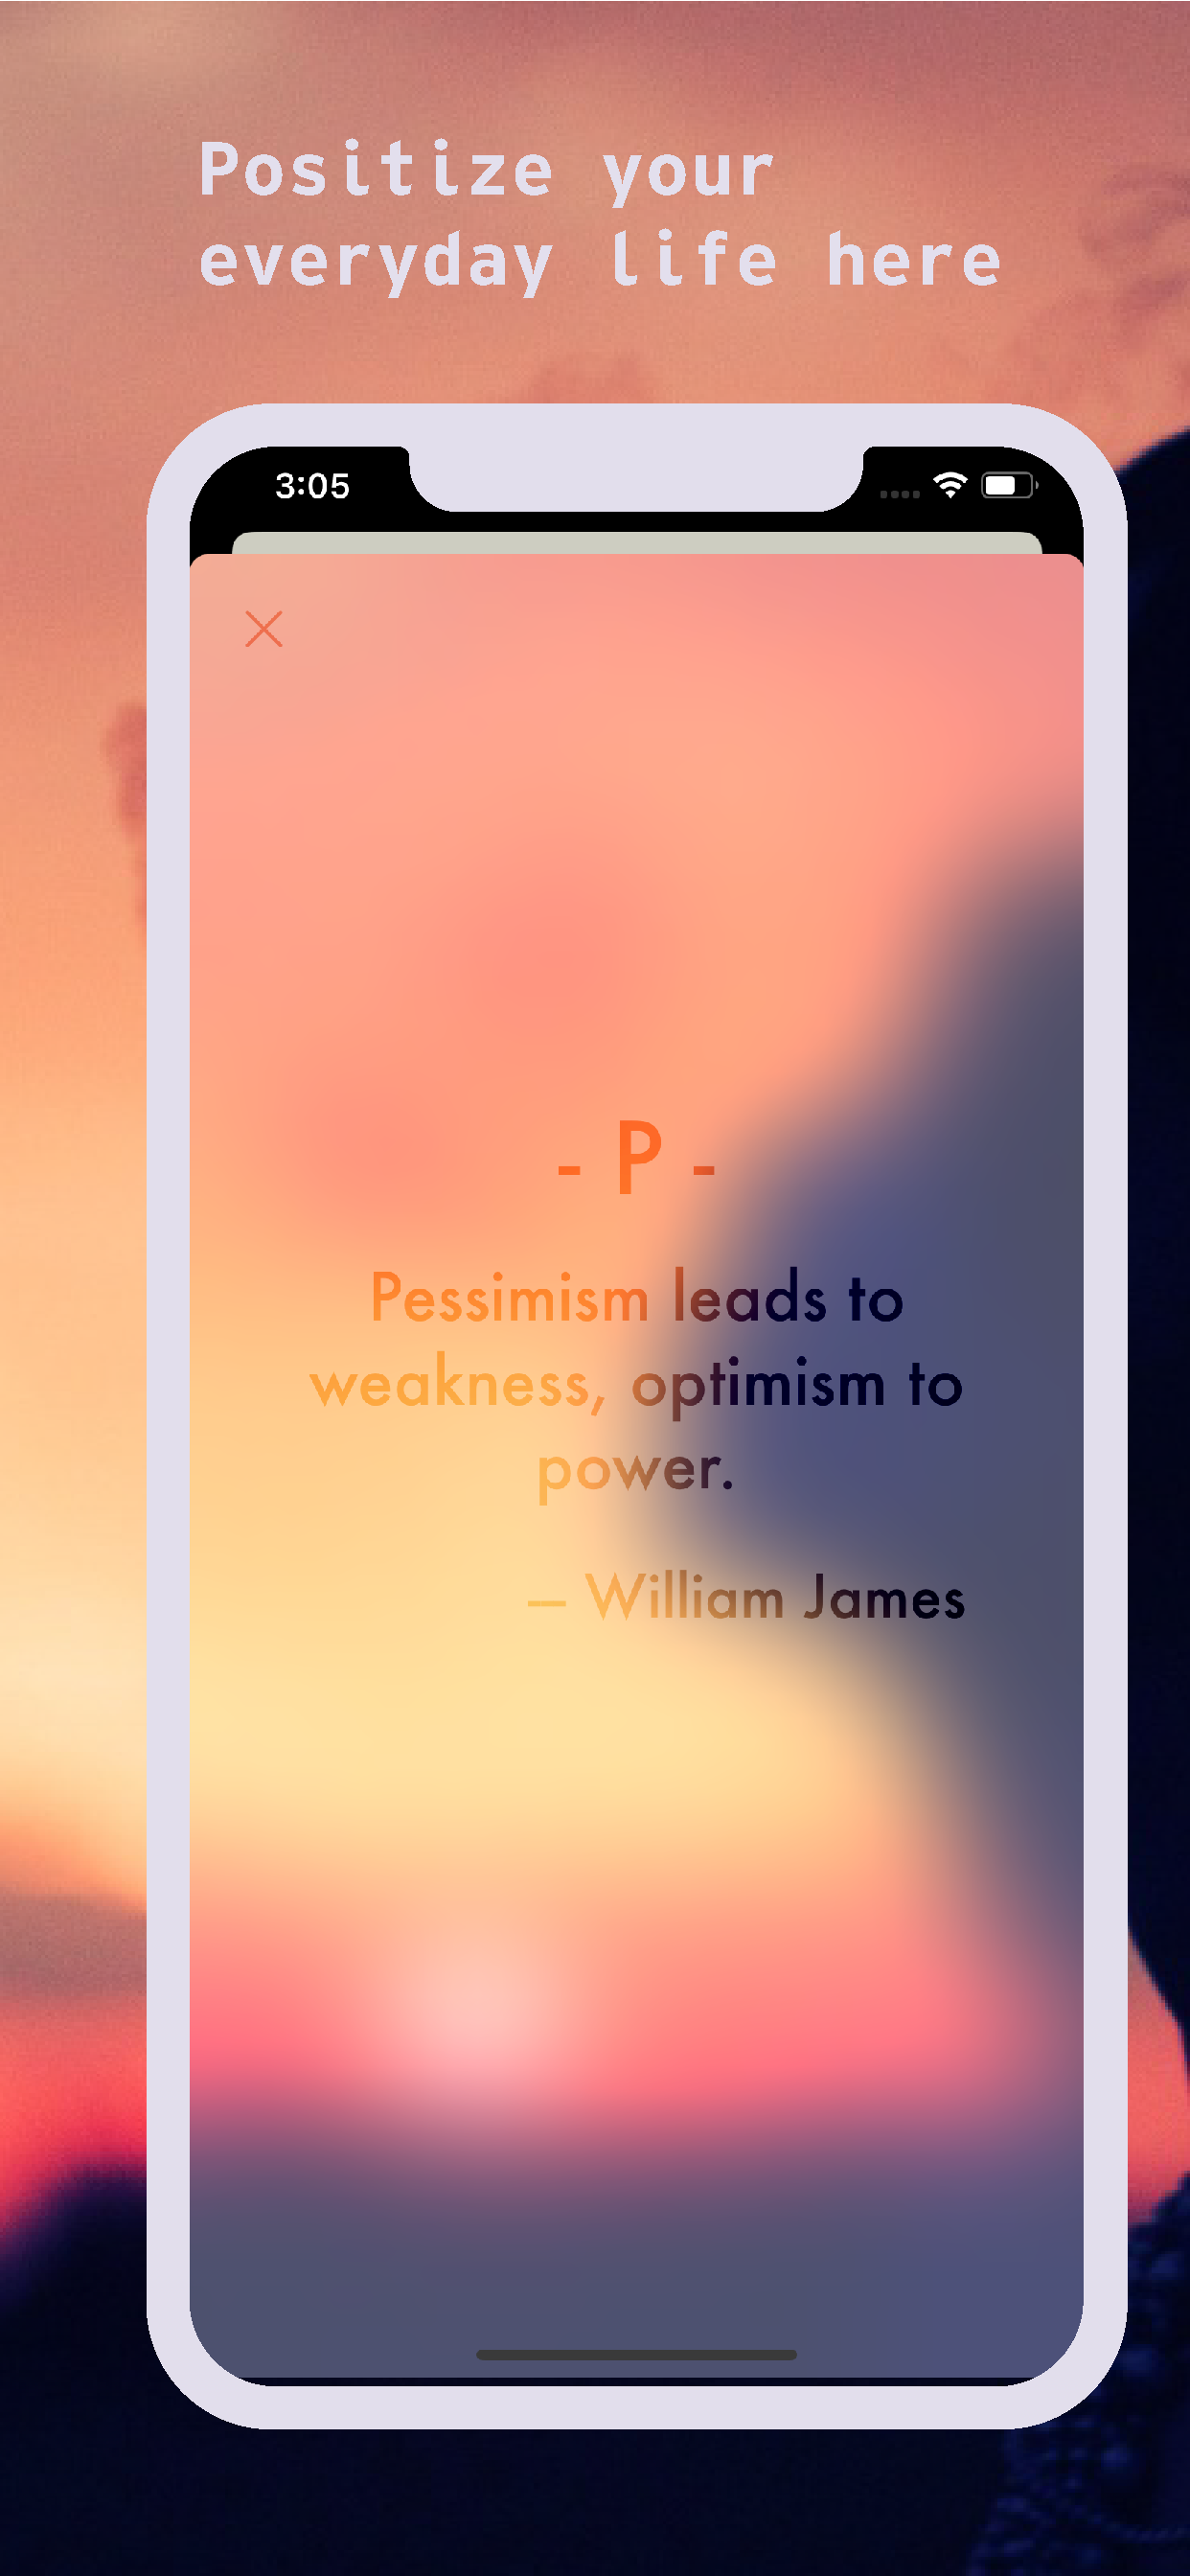 Positize your
everyday life here
3:05
- P -
Pessimism leads to
weakness, optimism to
power.
— William James